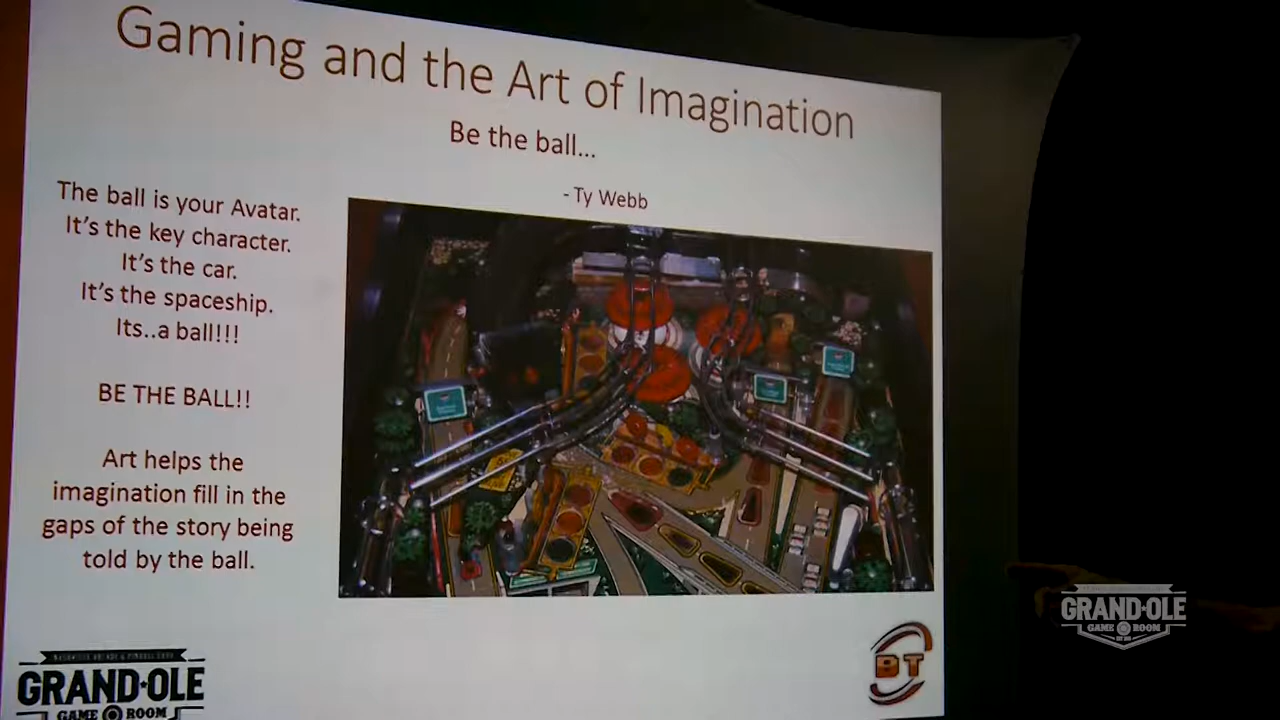 Gaming and the Art of Imagination
Be the ball...
- Ty Webb
The ball is your Avatar.
It's the key character.
It's the car.
It's the spaceship.
Its..a ball!!!
BE THE BALL!!
Art helps the
imagination fill in the
gaps of the story being
told by the ball.
GRAND OLE
GAME ROOM
BT
GRAND OLE
GAME ROOM